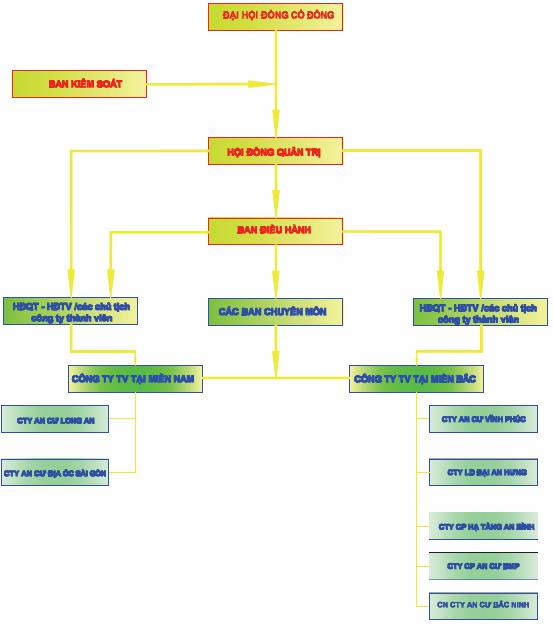 ĐẠI HỘI ĐỒNG CỔ ĐÔNG
BAN KIỂM SOÁT
HỘI ĐỒNG QUẢN TRỊ
BAN ĐIỀU HÀNH
HĐQT - HĐTV /các chủ tịch
công ty thành viên
CÁC BAN CHUYÊN MÔN
HĐQT - HĐTV /các chủ tịch
công ty thành viên
CÔNG TY TV TẠI MIỀN NAM
CÔNG TY TV TẠI MIỀN BẮC
CTY AN CƯ LONG AN
CTY AN CƯ VĨNH PHÚC
CTY AN CƯ ĐỊA ỐC SÀI GÒN
CTY LD ĐẠI AN HƯNG
CTY CP HẠ TẦNG AN BÌNH
CTY CP AN CƯ BMP
CN CTY AN CƯ BẮC NINH